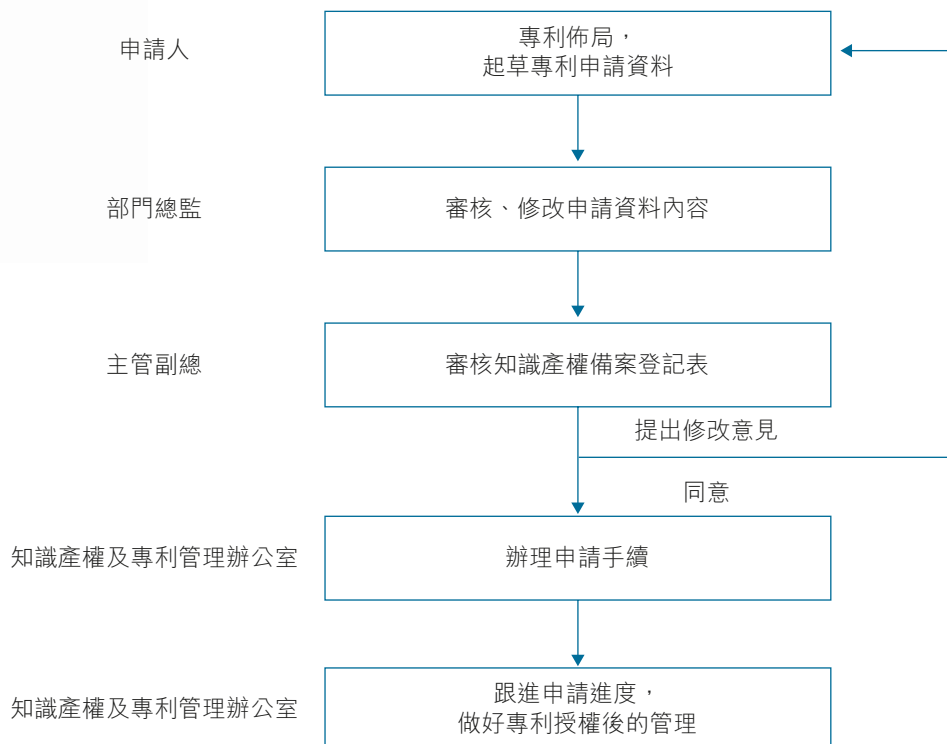 申請人
專利佈局，
起草專利申請資料
部門總監
審核、修改申請資料內容
主管副總
審核知識產權備案登記表
提出修改意見
同意
知識產權及專利管理辦公室
辦理申請手續
知識產權及專利管理辦公室
跟進申請進度，
做好專利授權後的管理